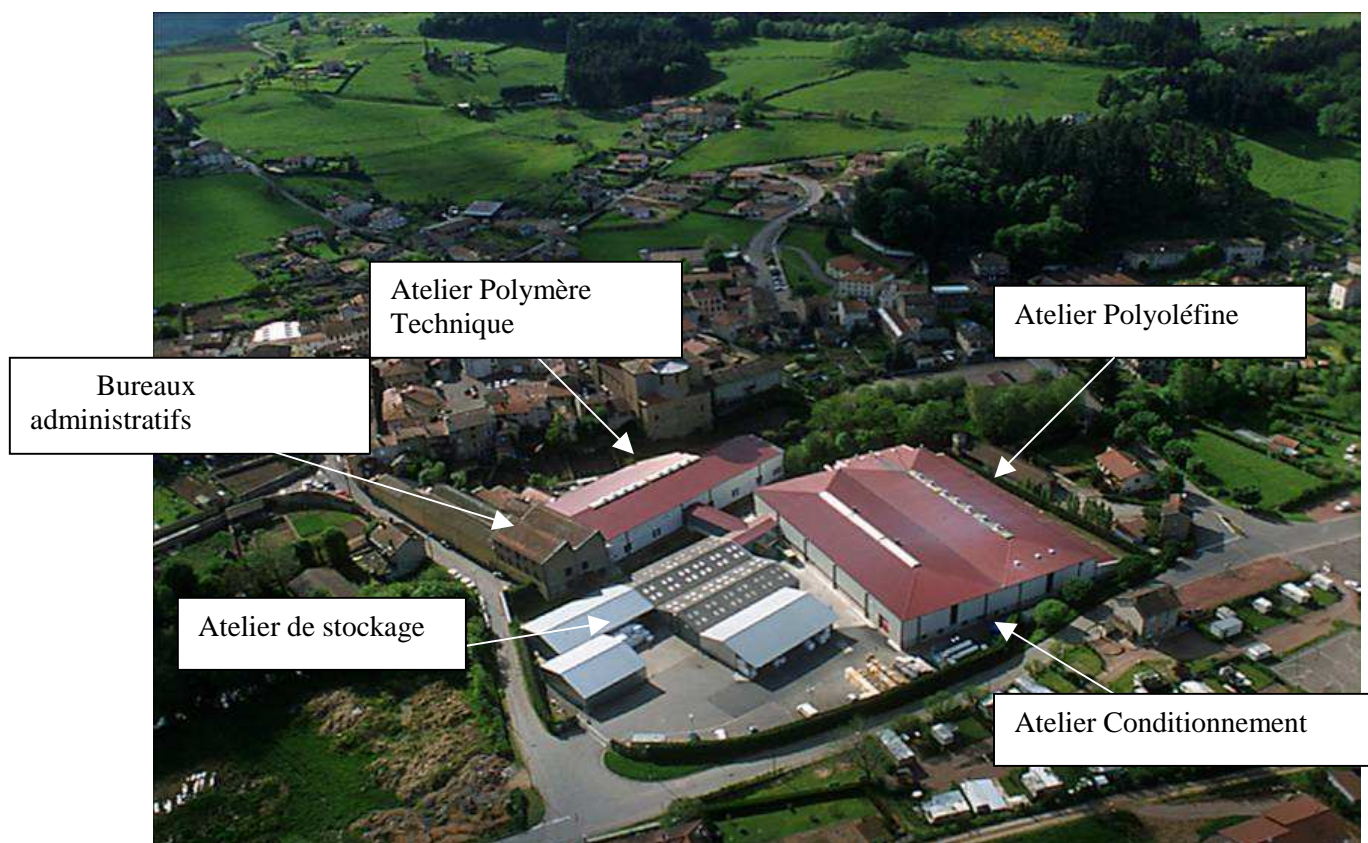 Atelier Polymère
Technique
Atelier Polyoléfine
Bureaux
administratifs
Atelier de stockage
Atelier Conditionnement